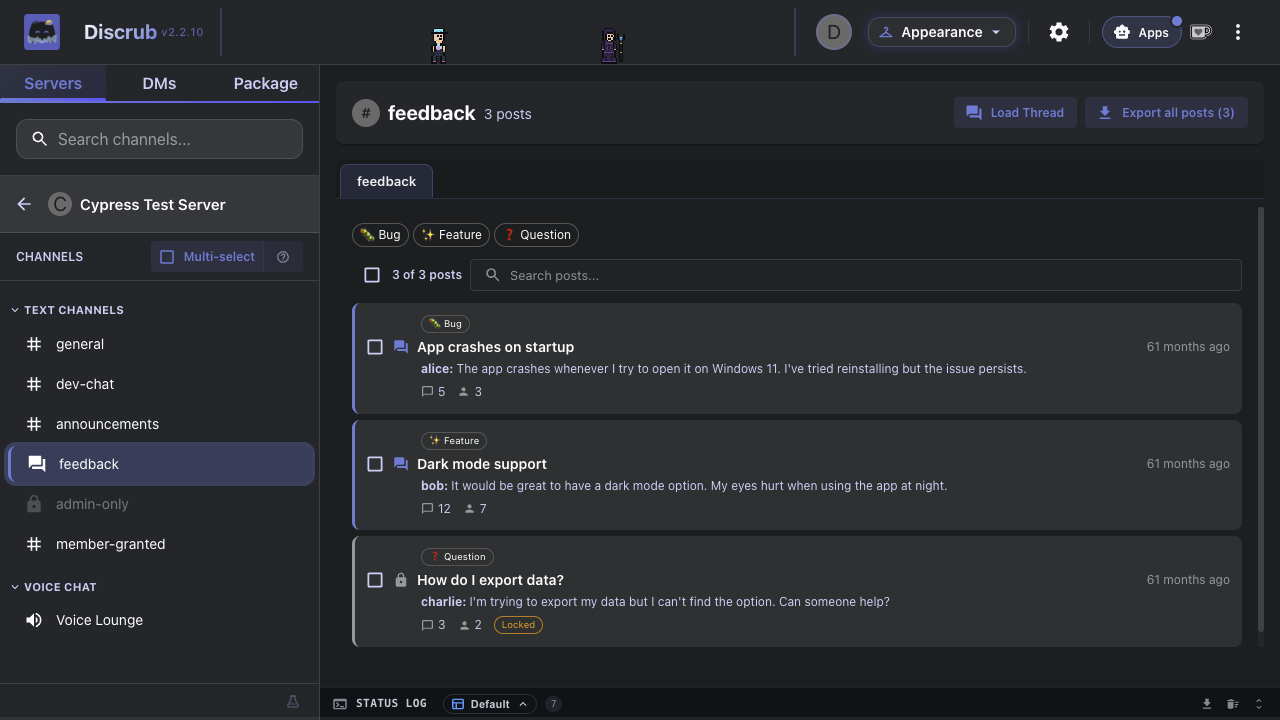 Discrub v2.2.10
D
Appearance
Apps
Servers
DMs
Package
Search channels...
C
Cypress Test Server
CHANNELS
Multi-select
TEXT CHANNELS
general
dev-chat
announcements
feedback
admin-only
member-granted
VOICE CHAT
Voice Lounge
# feedback 3 posts
Load Thread
Export all posts (3)
feedback
Bug
Feature
Question
3 of 3 posts
Search posts...
Bug
App crashes on startup
61 months ago
alice: The app crashes whenever I try to open it on Windows 11. I've tried reinstalling but the issue persists.
5 3
Feature
Dark mode support
61 months ago
bob: It would be great to have a dark mode option. My eyes hurt when using the app at night.
12 7
Question
How do I export data?
61 months ago
charlie: I'm trying to export my data but I can't find the option. Can someone help?
3 2 Locked
STATUS LOG
Default
7